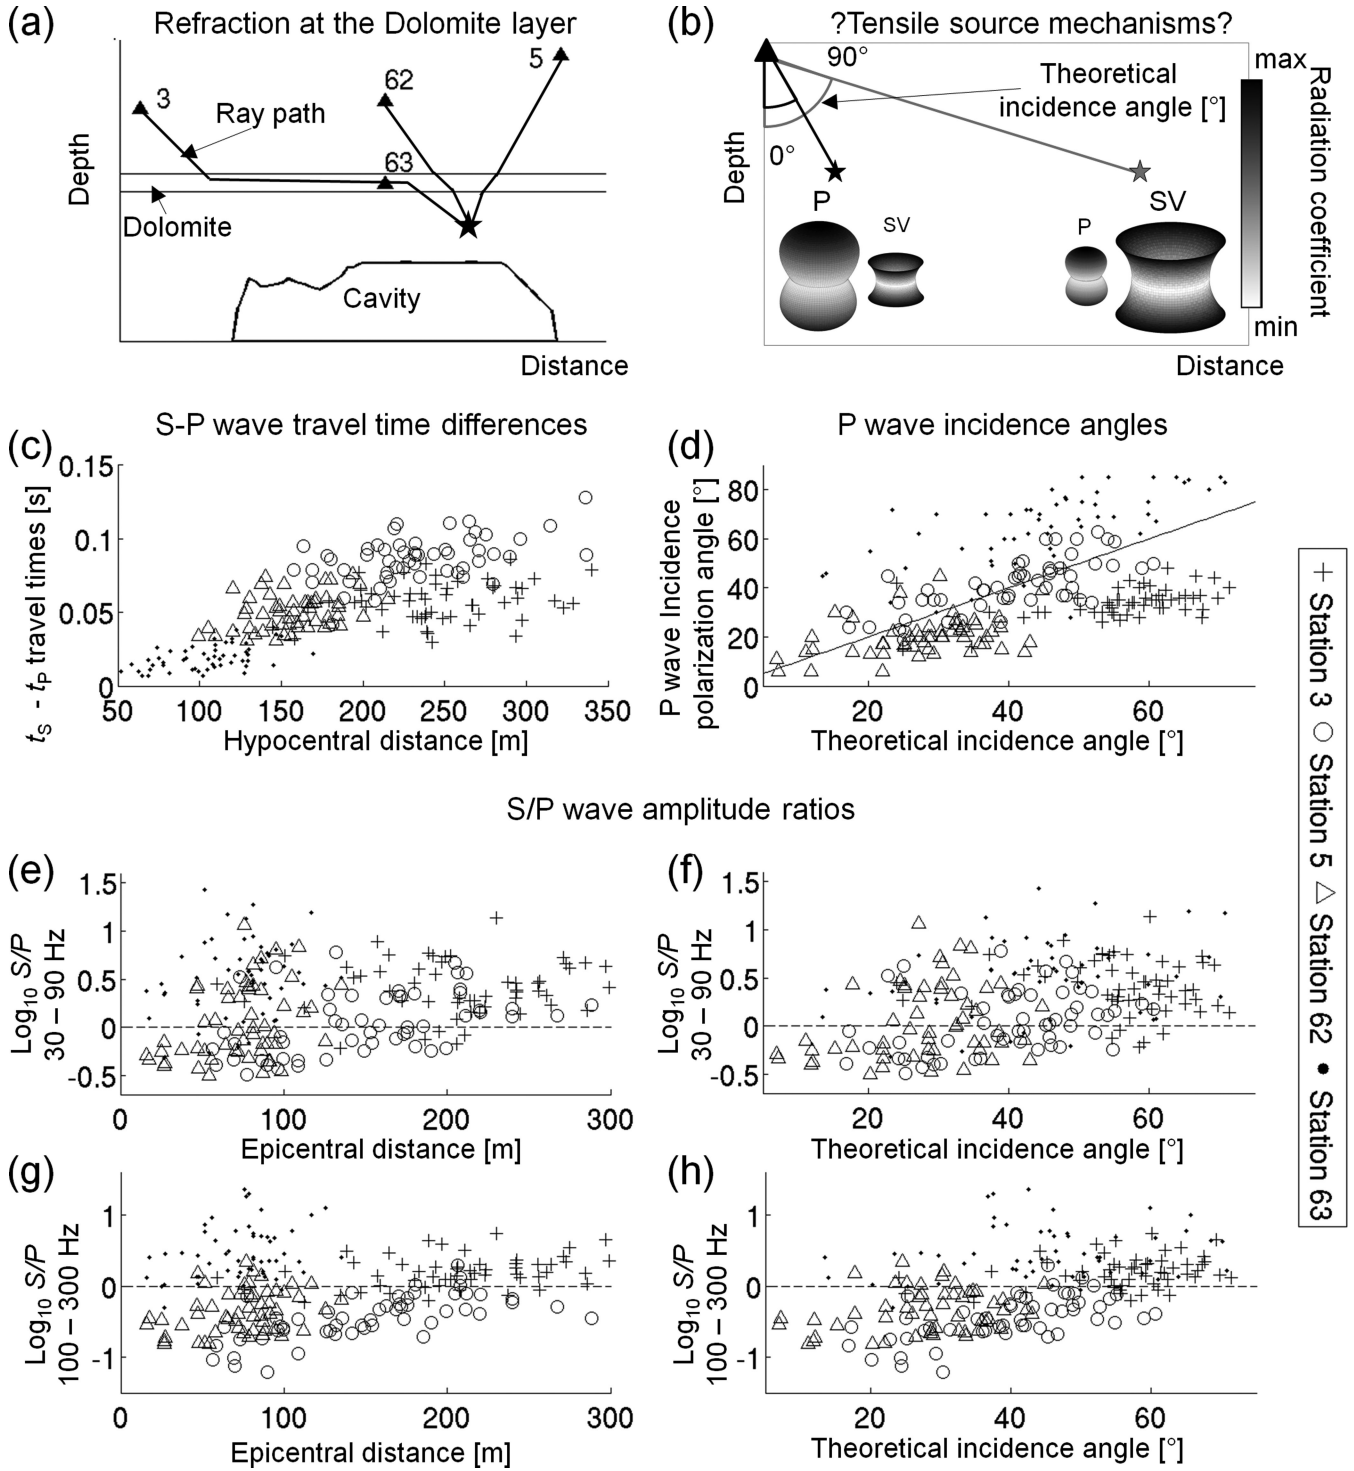 (a) Refraction at the Dolomite layer
3
62
5
Ray path
63
Depth
Dolomite
Cavity
Distance
(b) ?Tensile source mechanisms?
90°
Theoretical
incidence angle [°]
0°
Depth
P
SV
P
SV
Distance
max
min
Radiation coefficient
(c) S-P wave travel time differences
0.15
0.1
0.05
0
tS - tP travel times [s]
50 100 150 200 250 300 350
Hypocentral distance [m]
(d) P wave incidence angles
80
60
40
20
0
P wave Incidence
polarization angle [°]
20 40 60
Theoretical incidence angle [°]
+ Station 3 ○ Station 5 △ Station 62 • Station 63
S/P wave amplitude ratios
(e)
1.5
1
0.5
0
-0.5
Log10 S/P
30 – 90 Hz
0 100 200 300
Epicentral distance [m]
(f)
1.5
1
0.5
0
-0.5
Log10 S/P
30 – 90 Hz
20 40 60
Theoretical incidence angle [°]
(g)
1
0
-1
Log10 S/P
100 – 300 Hz
0 100 200 300
Epicentral distance [m]
(h)
1
0
-1
Log10 S/P
100 – 300 Hz
20 40 60
Theoretical incidence angle [°]